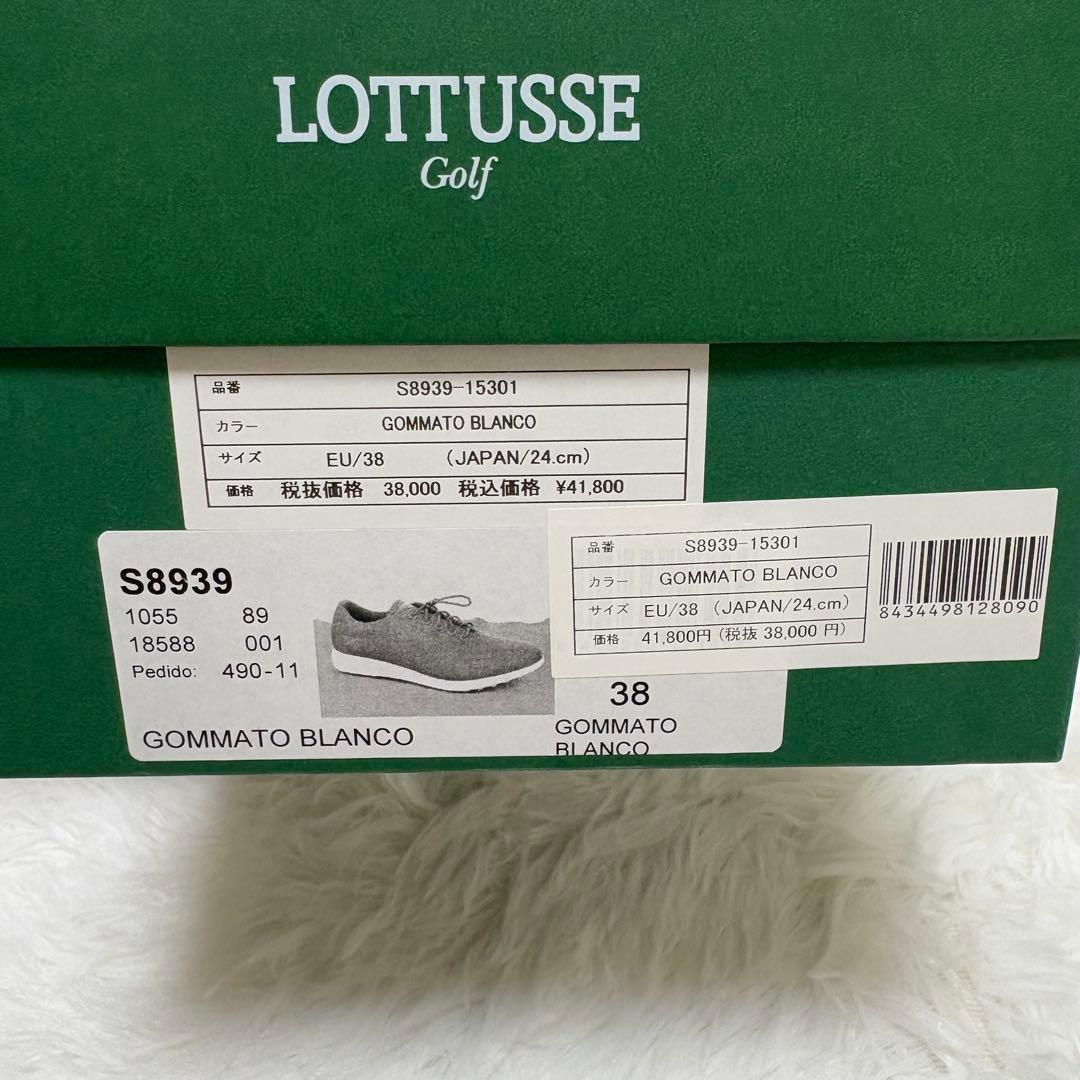 LOTTUSSE
Golf
品番 S8939-15301
カラー GOMMATO BLANCO
サイズ EU/38 (JAPAN/24.cm)
価格 税抜価格 38,000 税込価格 ¥41,800
S8939
1055 89
18588 001
Pedido: 490-11
GOMMATO BLANCO
38
GOMMATO
BLANCO
品番 S8939-15301
カラー GOMMATO BLANCO
サイズ EU/38 (JAPAN/24.cm)
価格 41,800円 (税抜 38,000 円)
8434498128090